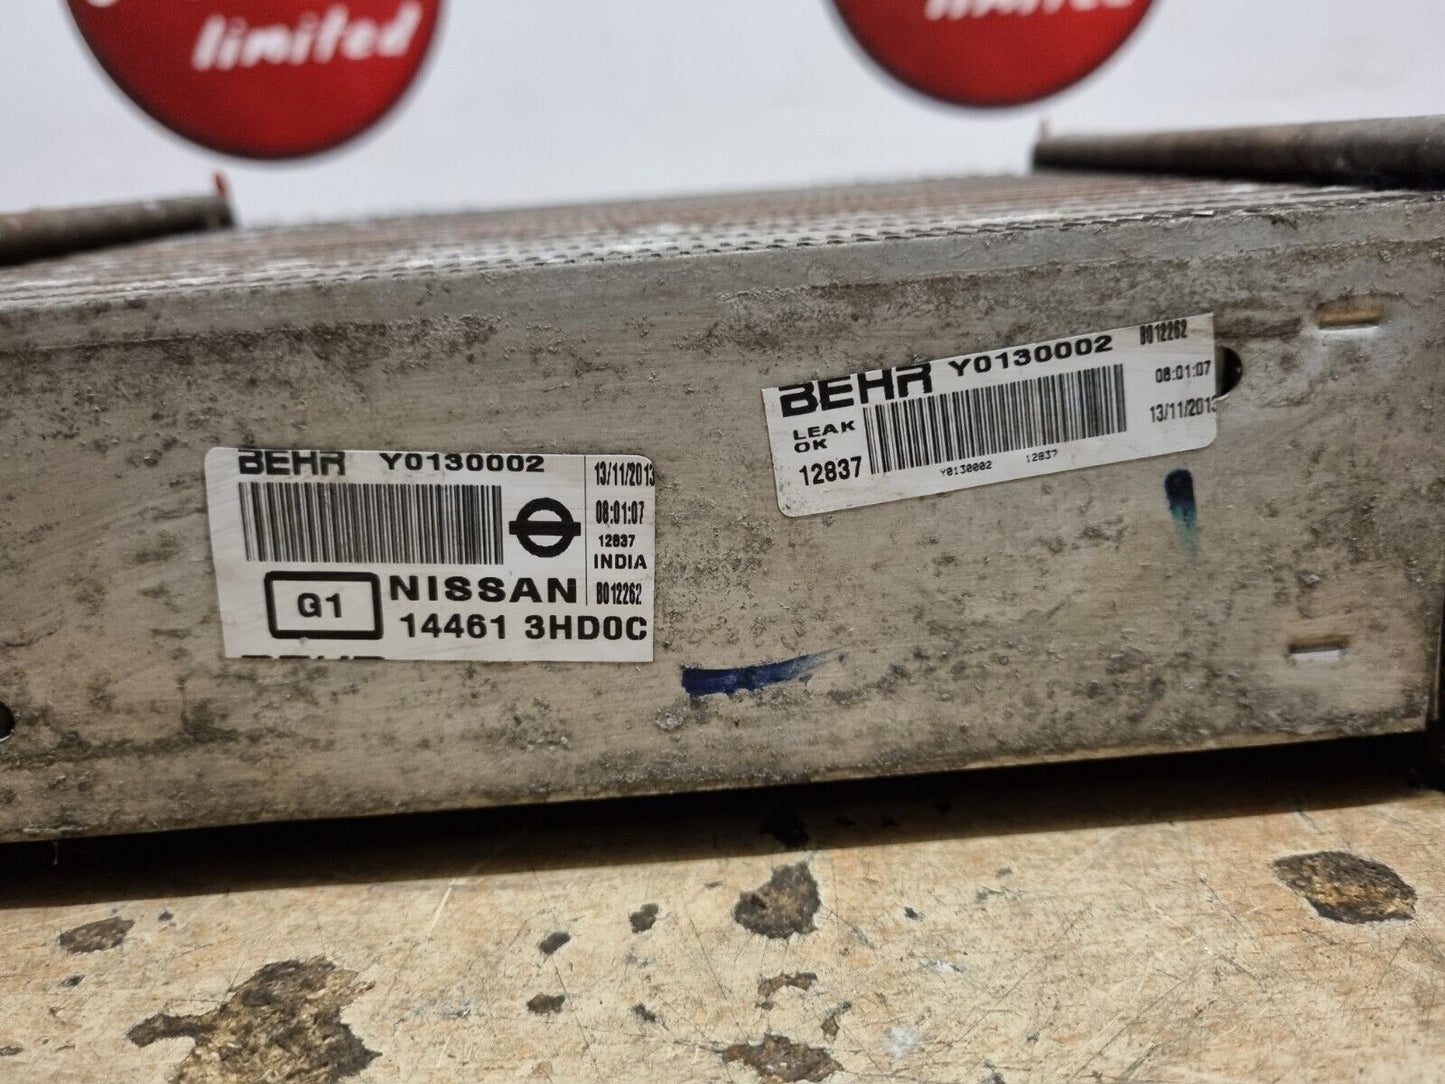 limited
limited
BEHR Y0130002
13/11/2013
08:01:07
12837
INDIA
B012262
G1
NISSAN
14461 3HD0C
BEHR
BEHR Y0130002
B012262
08:01:07
13/11/2013
LEAK
OK
12837
Y0130002 12837